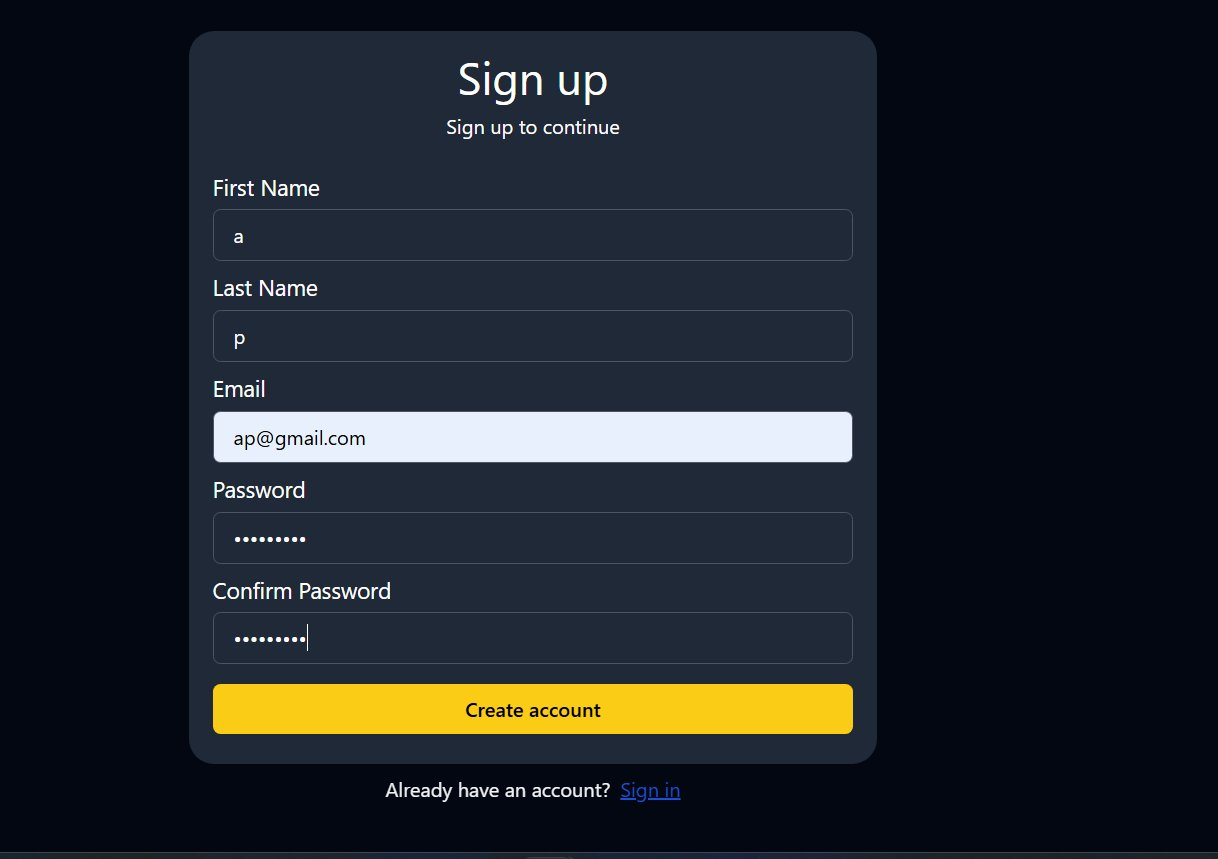 Sign up
Sign up to continue
First Name
a
Last Name
p
Email
ap@gmail.com
Password
•••••••••
Confirm Password
•••••••••
Create account
Already have an account? Sign in